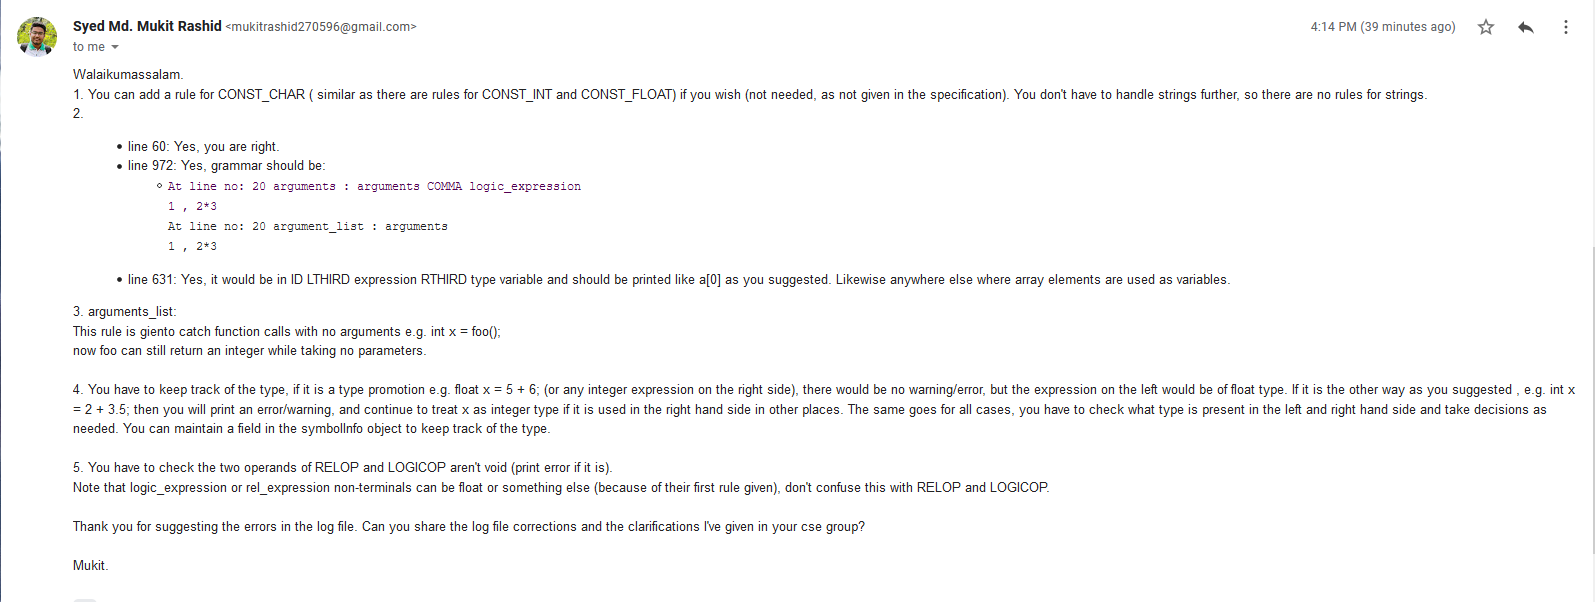 Syed Md. Mukit Rashid <mukitrashid270596@gmail.com>
4:14 PM (39 minutes ago)
to me
Walaikumassalam.
1. You can add a rule for CONST_CHAR ( similar as there are rules for CONST_INT and CONST_FLOAT) if you wish (not needed, as not given in the specification). You don't have to handle strings further, so there are no rules for strings.
2.
• line 60: Yes, you are right.
• line 972: Yes, grammar should be:
◦ At line no: 20 arguments : arguments COMMA logic_expression
1 , 2*3
At line no: 20 argument_list : arguments
1 , 2*3
• line 631: Yes, it would be in ID LTHIRD expression RTHIRD type variable and should be printed like a[0] as you suggested. Likewise anywhere else where array elements are used as variables.
3. arguments_list:
This rule is giento catch function calls with no arguments e.g. int x = foo();
now foo can still return an integer while taking no parameters.
4. You have to keep track of the type, if it is a type promotion e.g. float x = 5 + 6; (or any integer expression on the right side), there would be no warning/error, but the expression on the left would be of float type. If it is the other way as you suggested , e.g. int x
= 2 + 3.5; then you will print an error/warning, and continue to treat x as integer type if it is used in the right hand side in other places. The same goes for all cases, you have to check what type is present in the left and right hand side and take decisions as
needed. You can maintain a field in the symbolInfo object to keep track of the type.
5. You have to check the two operands of RELOP and LOGICOP aren't void (print error if it is).
Note that logic_expression or rel_expression non-terminals can be float or something else (because of their first rule given), don't confuse this with RELOP and LOGICOP.
Thank you for suggesting the errors in the log file. Can you share the log file corrections and the clarifications I've given in your cse group?
Mukit.